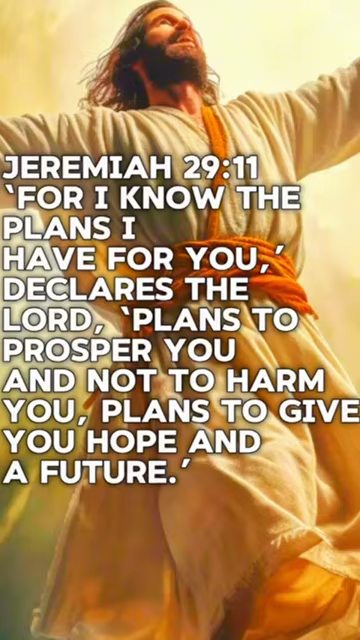 JEREMIAH 29:11
‘FOR I KNOW THE
PLANS I
HAVE FOR YOU,’
DECLARES THE
LORD, ‘PLANS TO
PROSPER YOU
AND NOT TO HARM
YOU, PLANS TO GIVE
YOU HOPE AND
A FUTURE.’